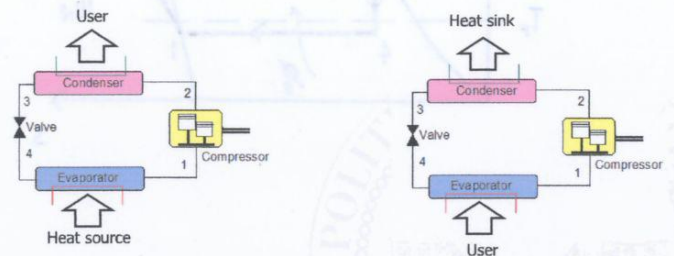 User
Condenser
3
2
Valve
4
1
Compressor
Evaporator
Heat source
Heat sink
Condenser
3
2
Valve
4
1
Compressor
Evaporator
User
POLIT